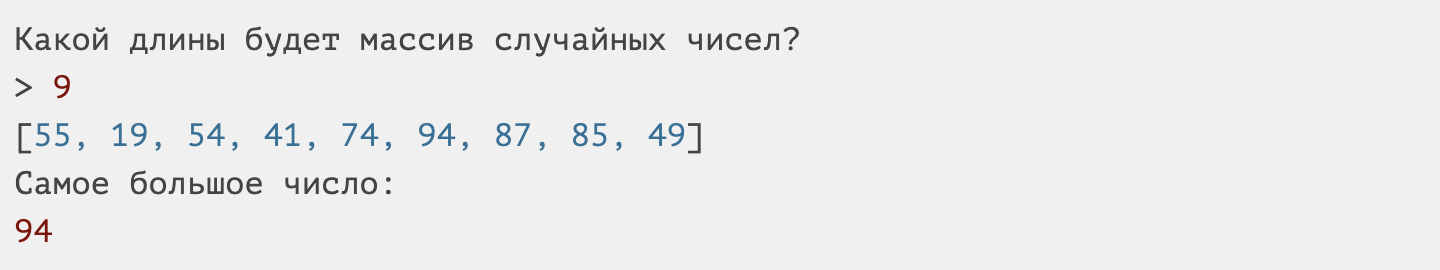 Какой длины будет массив случайных чисел?
> 9
[55, 19, 54, 41, 74, 94, 87, 85, 49]
Самое большое число:
94